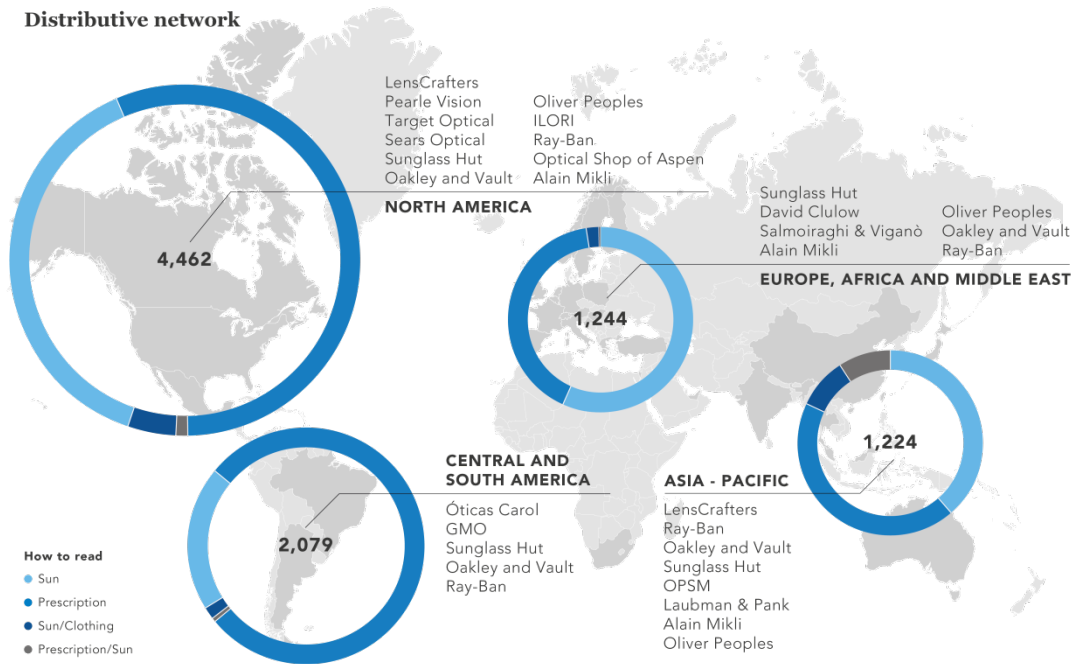 Distributive network
LensCrafters
Pearle Vision
Target Optical
Sears Optical
Sunglass Hut
Oakley and Vault
Oliver Peoples
ILORI
Ray-Ban
Optical Shop of Aspen
Alain Mikli
NORTH AMERICA
4,462
Sunglass Hut
David Clulow
Salmoiraghi & Viganò
Alain Mikli
Oliver Peoples
Oakley and Vault
Ray-Ban
EUROPE, AFRICA AND MIDDLE EAST
1,244
CENTRAL AND
SOUTH AMERICA
Óticas Carol
GMO
Sunglass Hut
Oakley and Vault
Ray-Ban
2,079
ASIA - PACIFIC
LensCrafters
Ray-Ban
Oakley and Vault
Sunglass Hut
OPSM
Laubman & Pank
Alain Mikli
Oliver Peoples
1,224
How to read
Sun
Prescription
Sun/Clothing
Prescription/Sun